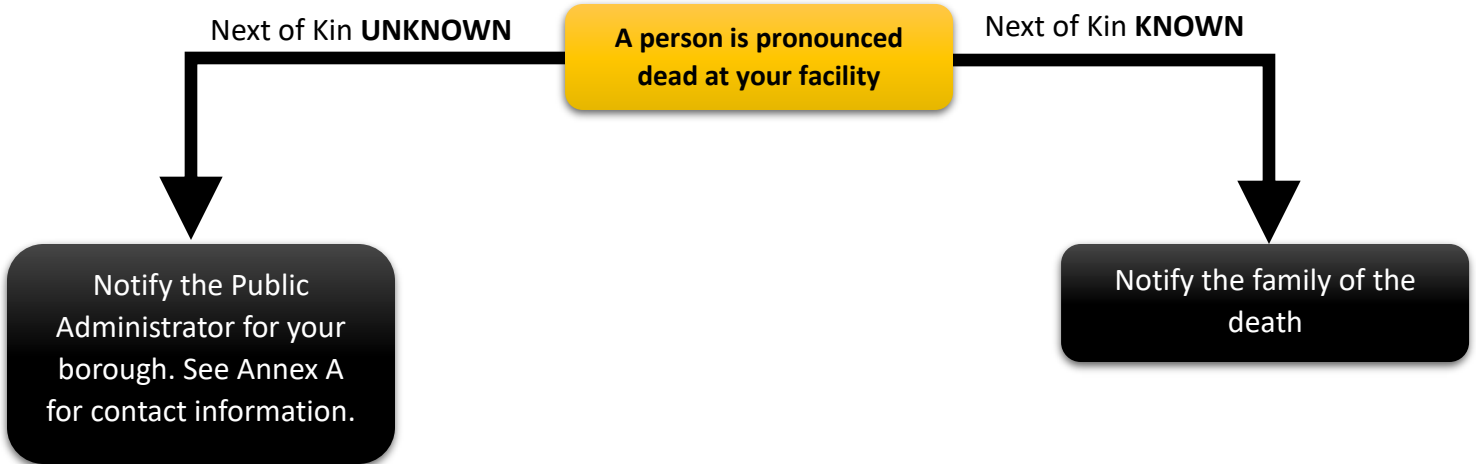 Next of Kin UNKNOWN
A person is pronounced
dead at your facility
Next of Kin KNOWN
Notify the Public
Administrator for your
borough. See Annex A
for contact information.
Notify the family of the
death